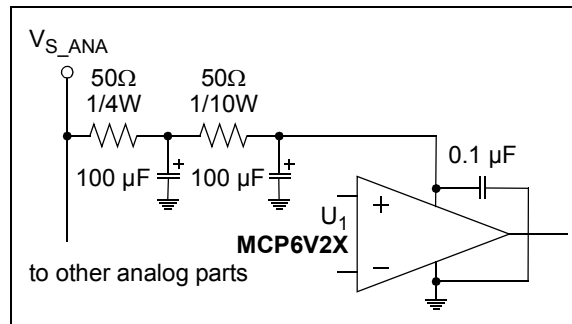 V_S_ANA
50Ω
1/4W
50Ω
1/10W
100 µF
+
100 µF
+
0.1 µF
U₁
MCP6V2X
+
−
to other analog parts